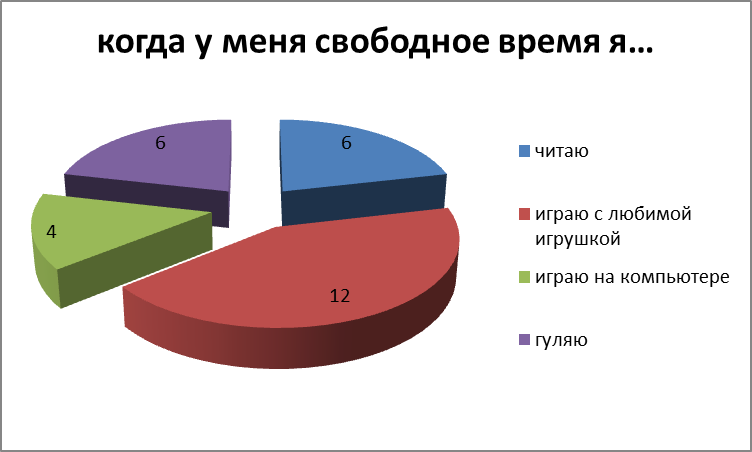 когда у меня свободное время я…
6
6
4
12
читаю
играю с любимой
игрушкой
играю на компьютере
гуляю